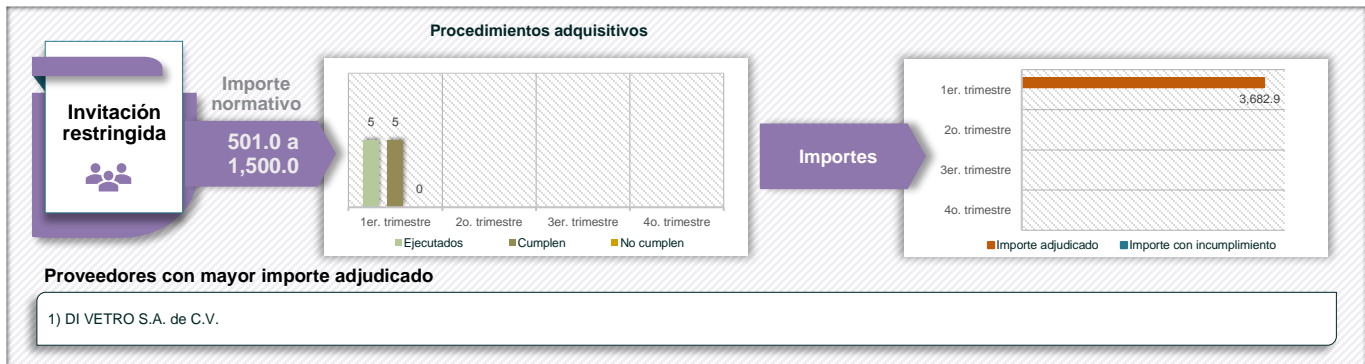 Procedimientos adquisitivos
Invitación
restringida
Importe
normativo
501.0 a
1,500.0
5
5
0
1er. trimestre
2o. trimestre
3er. trimestre
4o. trimestre
Ejecutados
Cumplen
No cumplen
Importes
1er. trimestre
3,682.9
2o. trimestre
3er. trimestre
4o. trimestre
Importe adjudicado
Importe con incumplimiento
Proveedores con mayor importe adjudicado
1) DI VETRO S.A. de C.V.